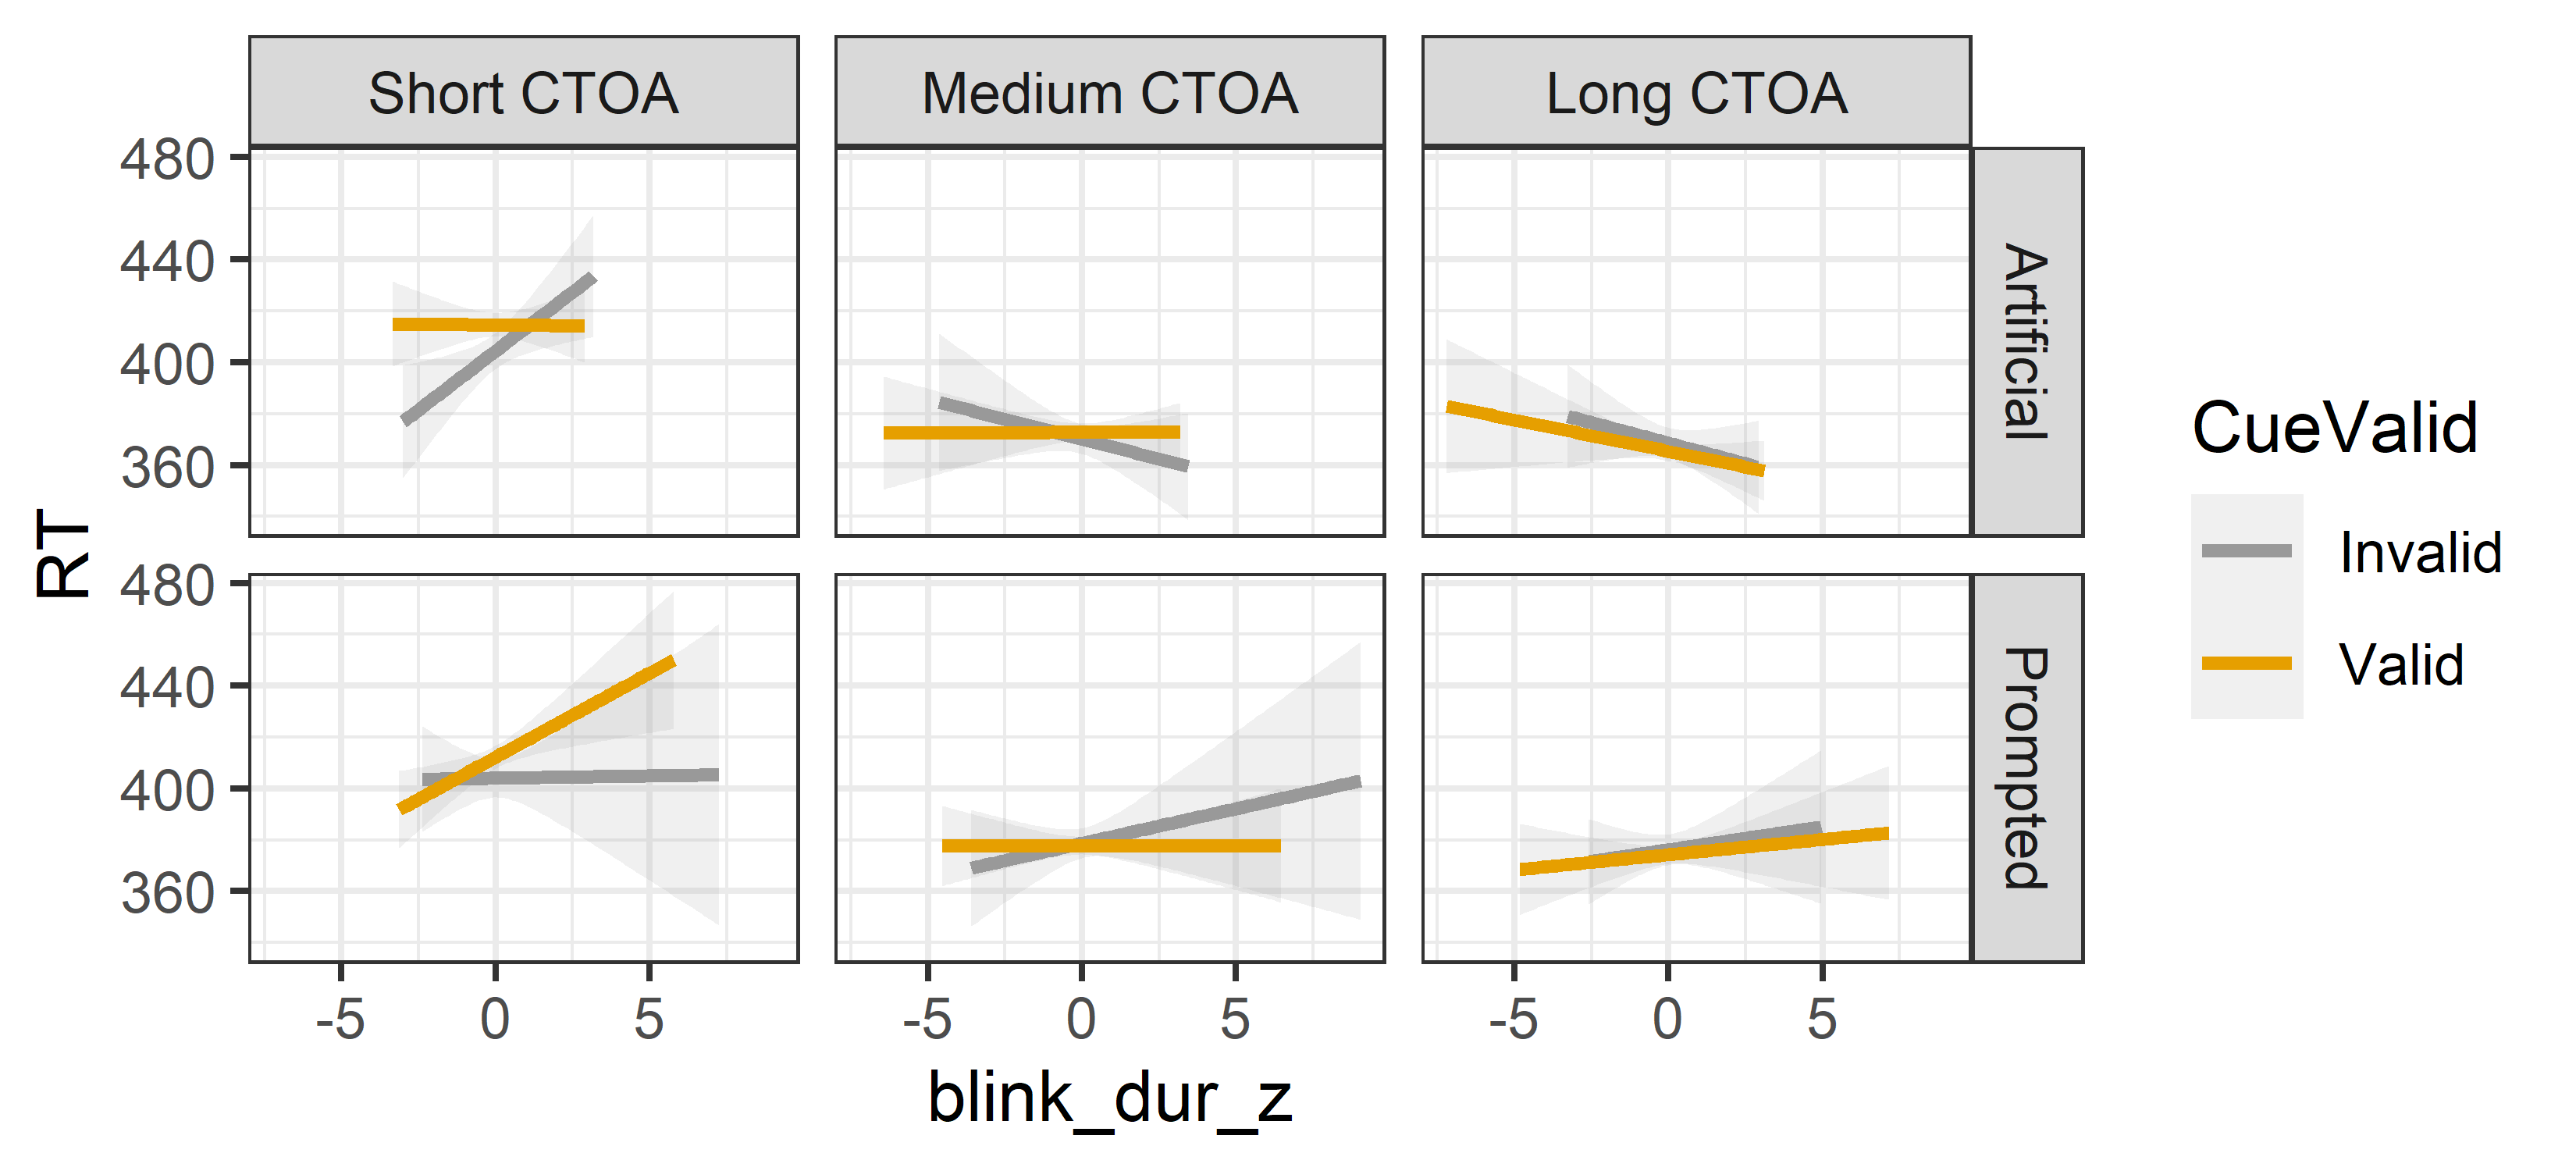 Short CTOA Medium CTOA Long CTOA
480
440
400
360
Artificial
480
440
400
360
Prompted
-5 0 5 -5 0 5 -5 0 5
blink_dur_z
RT
CueValid
Invalid
Valid